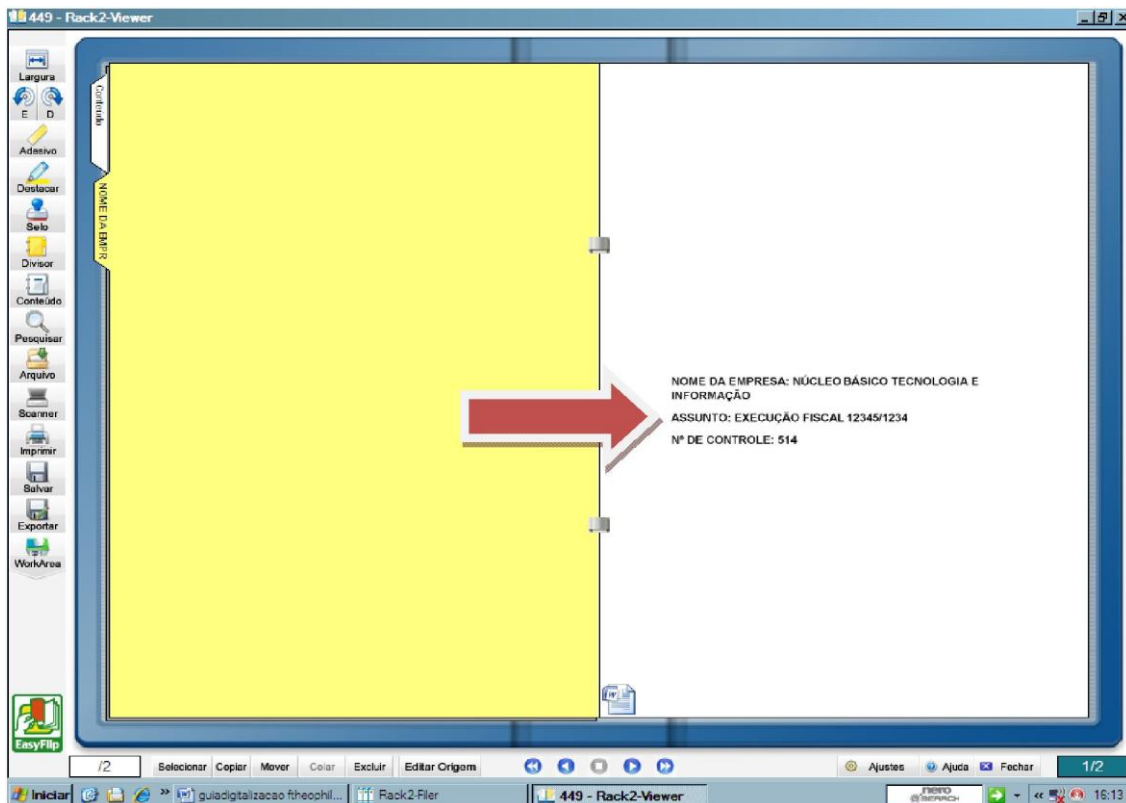 449 - Rack2-Viewer
Largura
E D
Adesivo
Destacar
Selo
Divisor
Conteúdo
Pesquisar
Arquivo
Scanner
Imprimir
Salvar
Exportar
WorkArea
EasyFlip
Conteúdo
NOME DA EMPR
NOME DA EMPRESA: NÚCLEO BÁSICO TECNOLOGIA E
INFORMAÇÃO
ASSUNTO: EXECUÇÃO FISCAL 12345/1234
Nº DE CONTROLE: 514
/2 Selecionar Copiar Mover Colar Excluir Editar Origem Ajustes Ajuda Fechar 1/2
Iniciar » guiadigitalizacao ftheophil... Rack2-Filer 449 - Rack2-Viewer nero SEARCH « 16:13